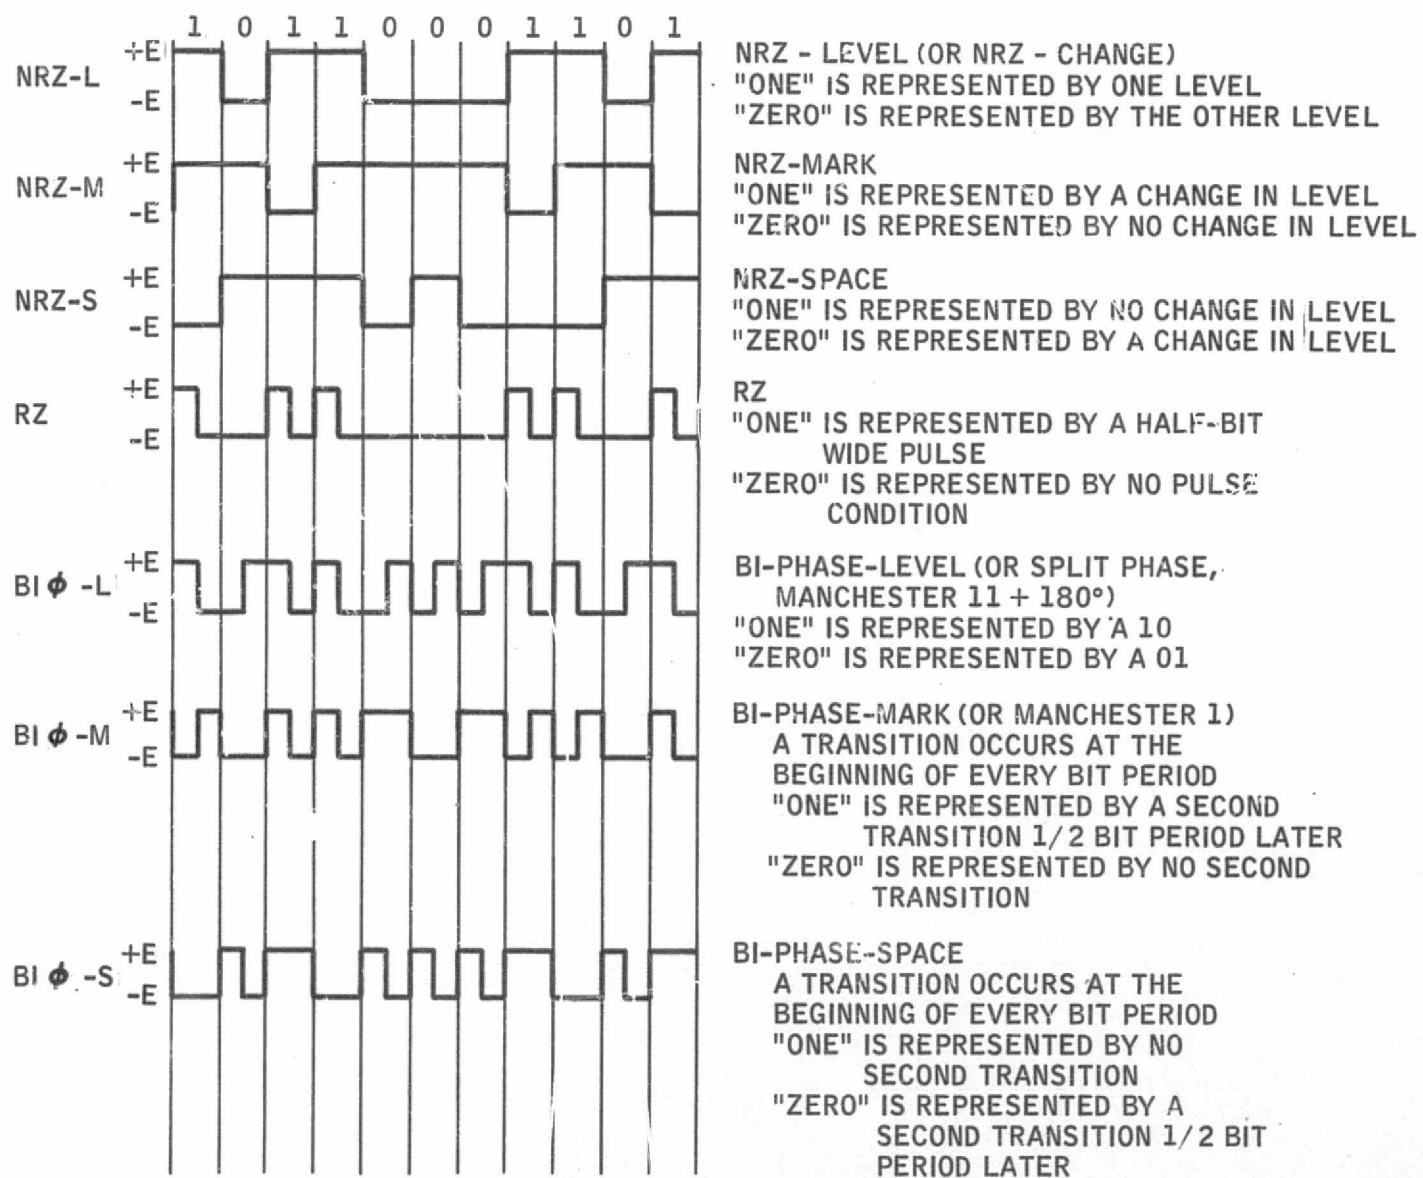 1 0 1 1 0 0 0 1 1 0 1
NRZ-L
+E
-E
NRZ - LEVEL (OR NRZ - CHANGE)
"ONE" IS REPRESENTED BY ONE LEVEL
"ZERO" IS REPRESENTED BY THE OTHER LEVEL
NRZ-M
+E
-E
NRZ-MARK
"ONE" IS REPRESENTED BY A CHANGE IN LEVEL
"ZERO" IS REPRESENTED BY NO CHANGE IN LEVEL
NRZ-S
+E
-E
NRZ-SPACE
"ONE" IS REPRESENTED BY NO CHANGE IN LEVEL
"ZERO" IS REPRESENTED BY A CHANGE IN LEVEL
RZ
+E
-E
RZ
"ONE" IS REPRESENTED BY A HALF-BIT
WIDE PULSE
"ZERO" IS REPRESENTED BY NO PULSE
CONDITION
BI ϕ -L
+E
-E
BI-PHASE-LEVEL (OR SPLIT PHASE,
MANCHESTER 11 + 180°)
"ONE" IS REPRESENTED BY A 10
"ZERO" IS REPRESENTED BY A 01
BI ϕ -M
+E
-E
BI-PHASE-MARK (OR MANCHESTER 1)
A TRANSITION OCCURS AT THE
BEGINNING OF EVERY BIT PERIOD
"ONE" IS REPRESENTED BY A SECOND
TRANSITION 1/2 BIT PERIOD LATER
"ZERO" IS REPRESENTED BY NO SECOND
TRANSITION
BI ϕ -S
+E
-E
BI-PHASE-SPACE
A TRANSITION OCCURS AT THE
BEGINNING OF EVERY BIT PERIOD
"ONE" IS REPRESENTED BY NO
SECOND TRANSITION
"ZERO" IS REPRESENTED BY A
SECOND TRANSITION 1/2 BIT
PERIOD LATER